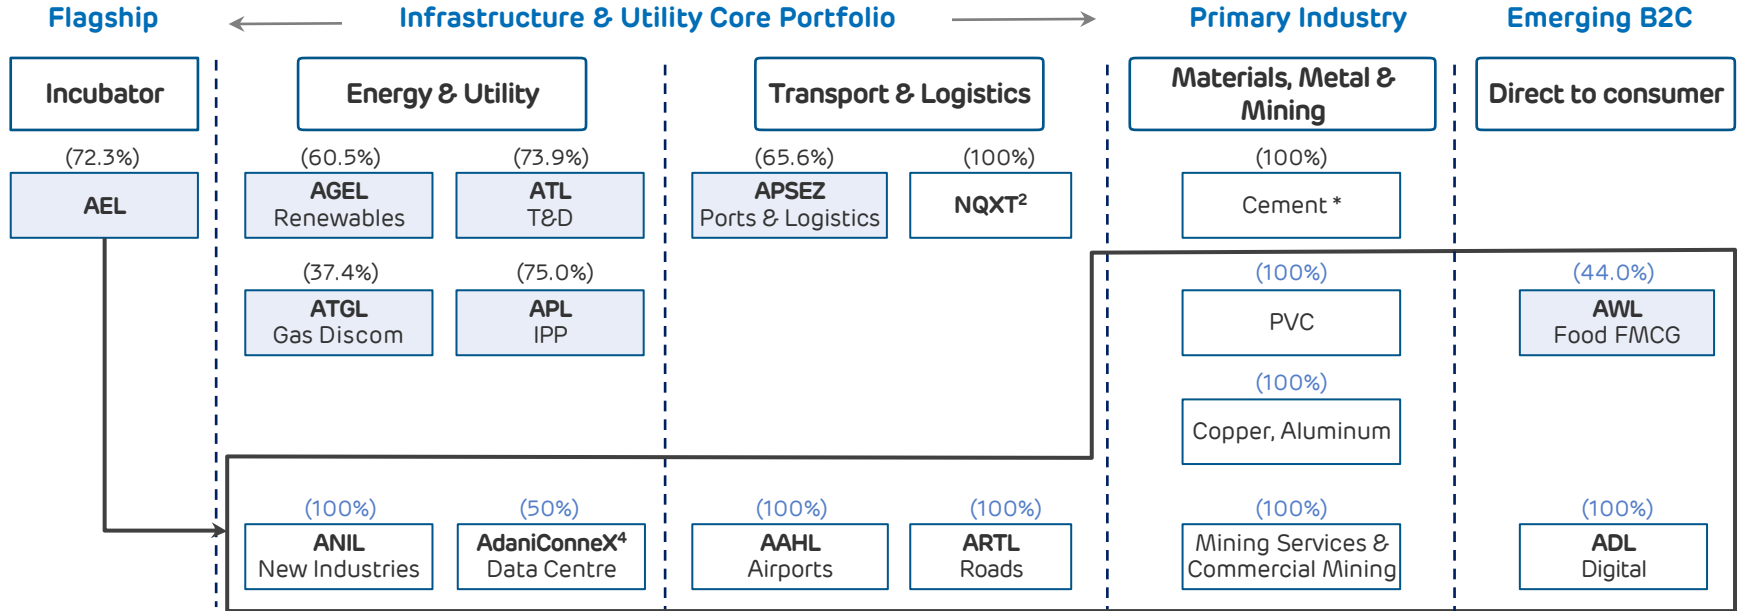 Flagship
Infrastructure & Utility Core Portfolio
Primary Industry
Emerging B2C
Incubator
Energy & Utility
Transport & Logistics
Materials, Metal &
Mining
Direct to consumer
(72.3%)
(60.5%)
(73.9%)
(65.6%)
(100%)
(100%)
AEL
AGEL
Renewables
ATL
T&D
APSEZ
Ports & Logistics
NQXT²
Cement *
(37.4%)
(75.0%)
(100%)
(44.0%)
ATGL
Gas Discom
APL
IPP
PVC
AWL
Food FMCG
(100%)
Copper, Aluminum
(100%)
(50%)
(100%)
(100%)
(100%)
(100%)
ANIL
New Industries
AdaniConneX⁴
Data Centre
AAHL
Airports
ARTL
Roads
Mining Services &
Commercial Mining
ADL
Digital